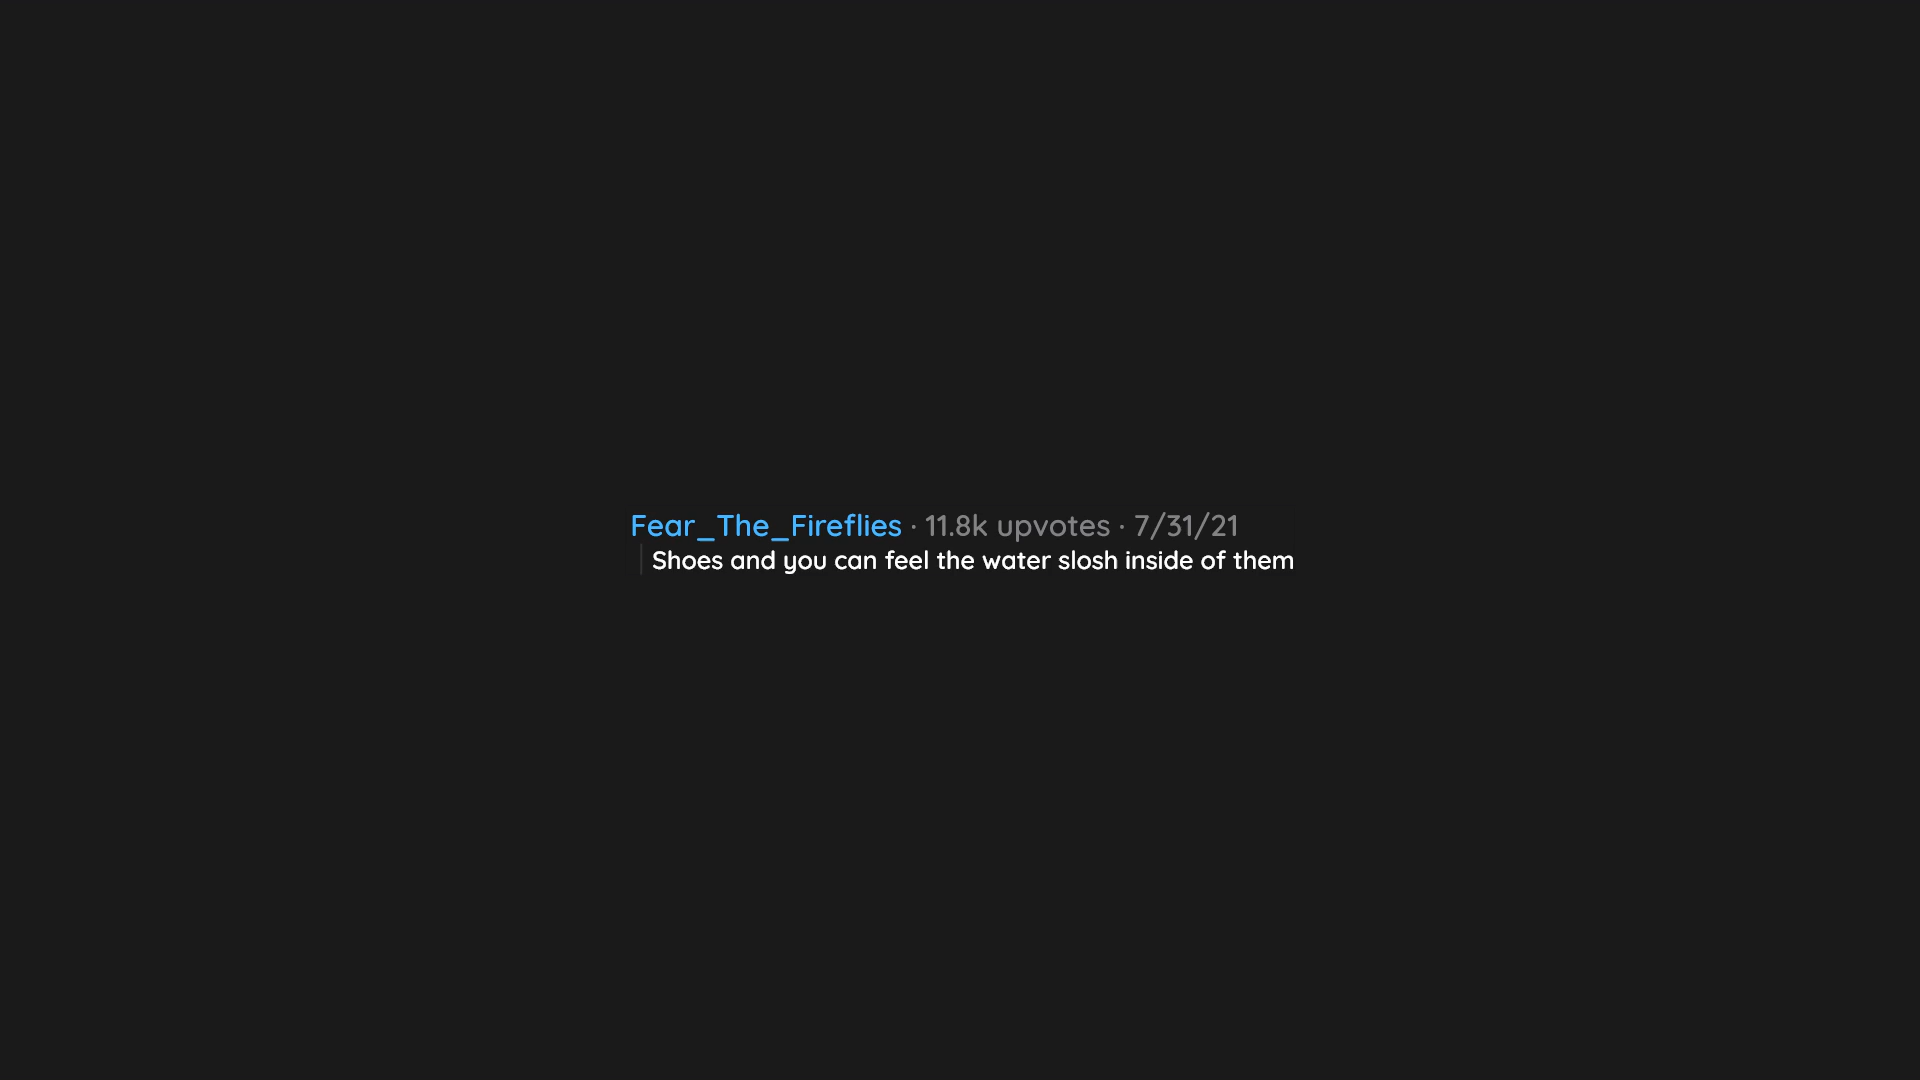 Fear_The_Fireflies · 11.8k upvotes · 7/31/21
Shoes and you can feel the water slosh inside of them